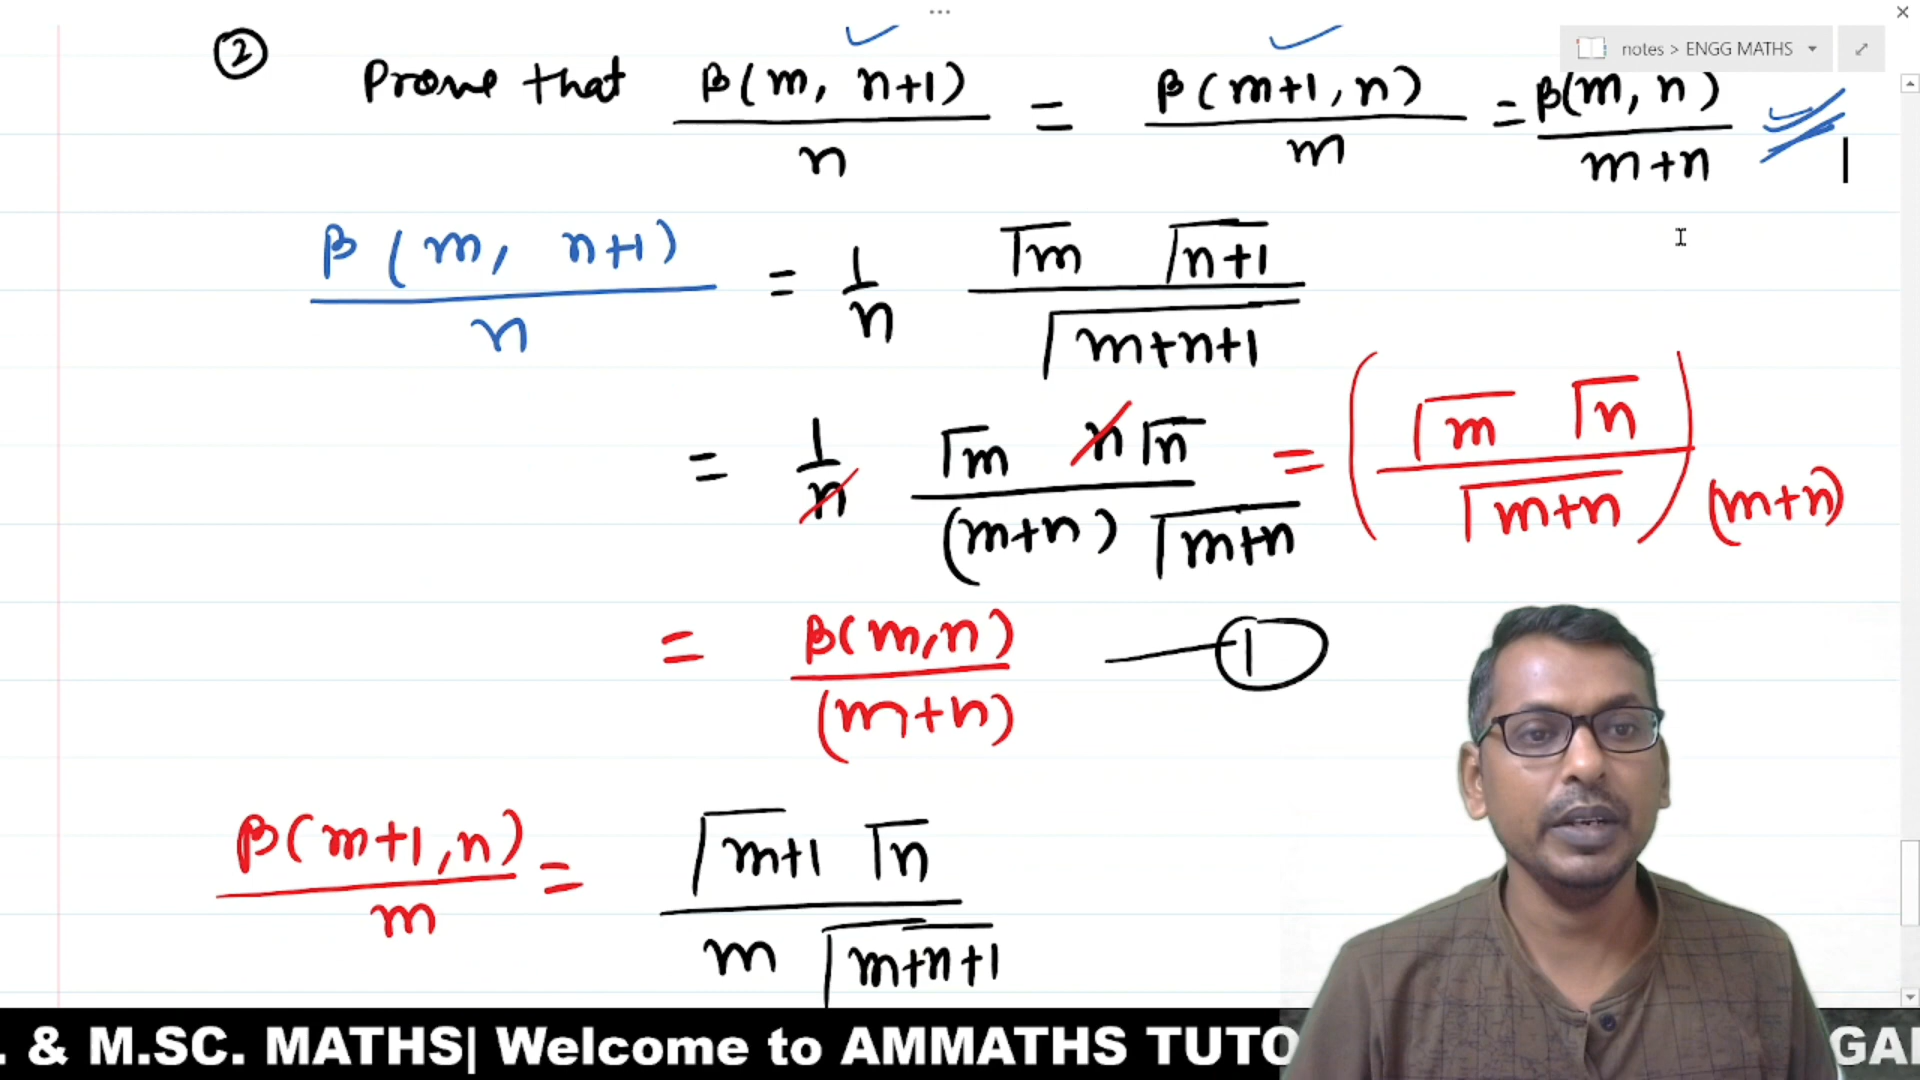 notes > ENGG MATHS
② Prove that β(m, n+1)/n = β(m+1, n)/m = β(m, n)/m+n
β(m, n+1)/n = 1/n Γm Γn+1 / Γm+n+1
= 1/n Γm n Γn / (m+n) Γm+n = (Γm Γn / Γm+n) (m+n)
= β(m,n)/(m+n) — ①
β(m+1,n)/m = Γm+1 Γn / m Γm+n+1
. & M.SC. MATHS| Welcome to AMMATHS TUTO GAI